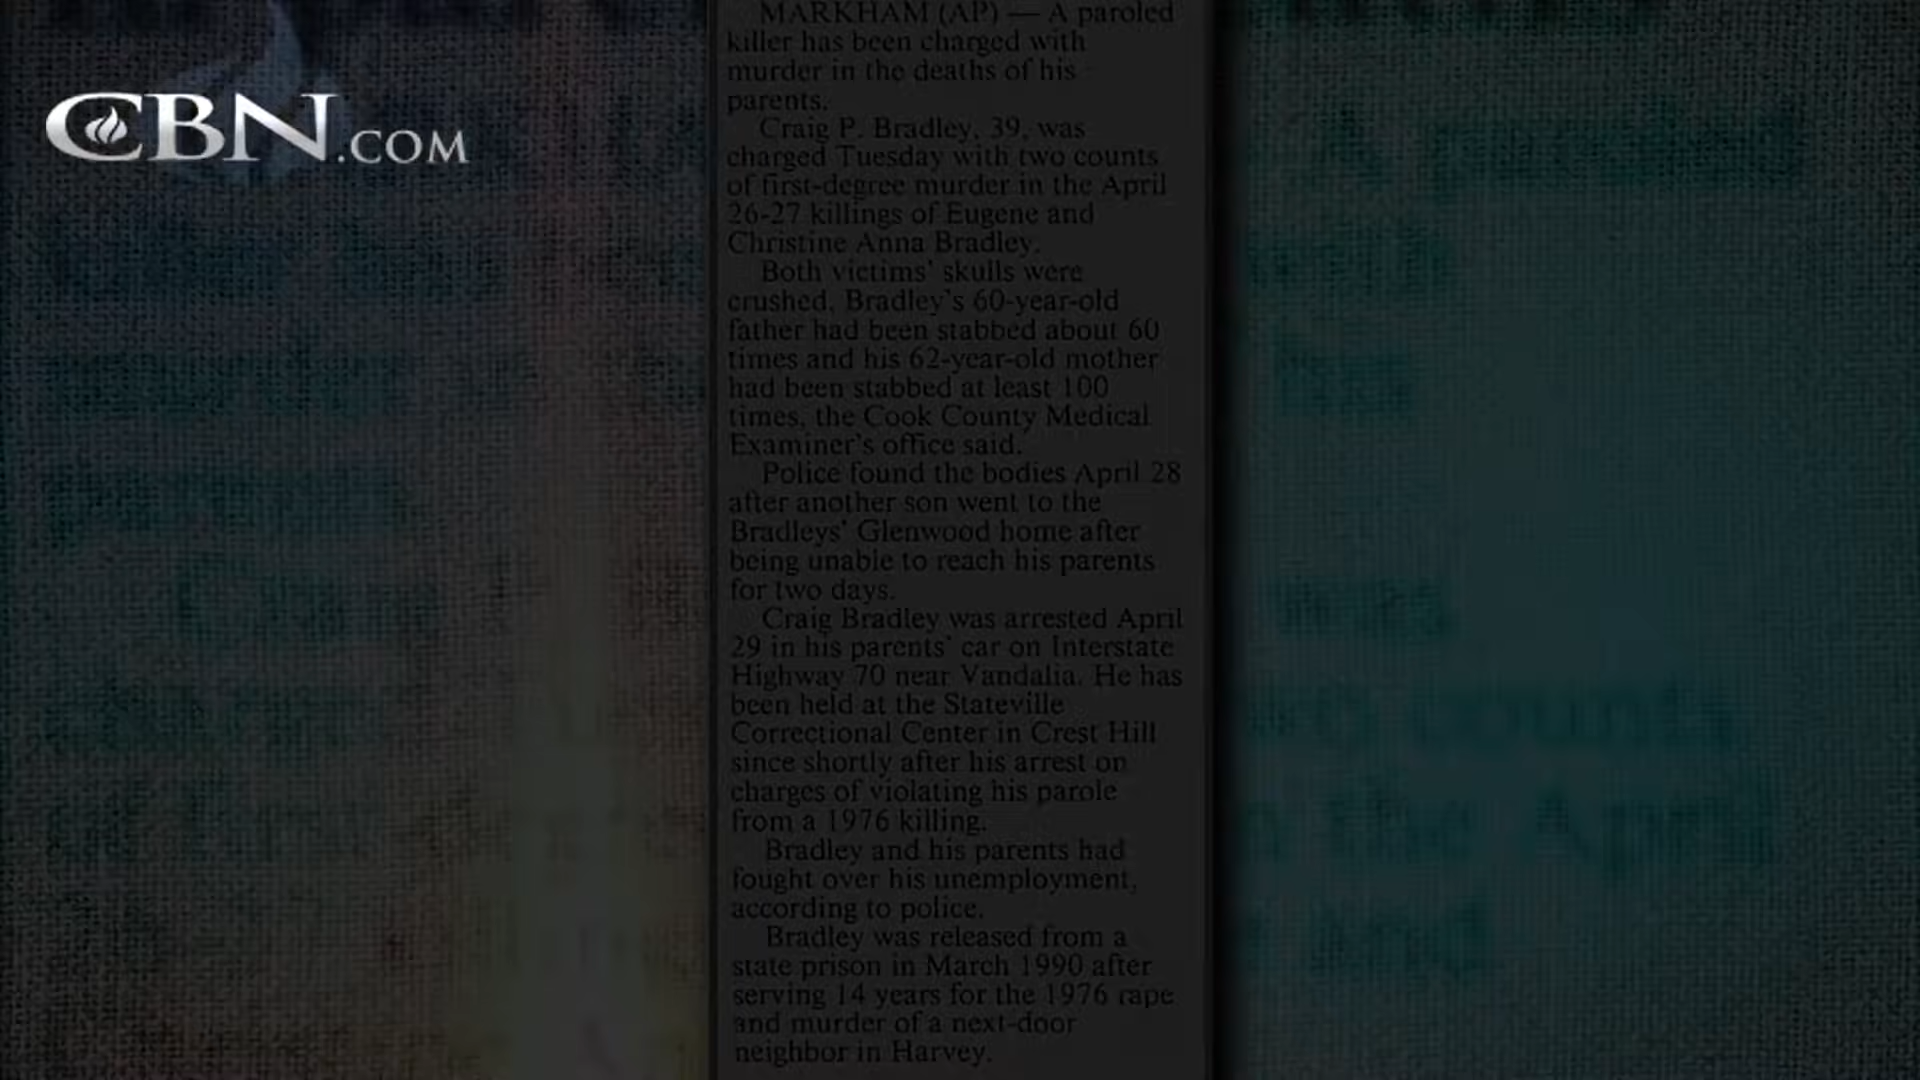 CBN.COM
MARKHAM (AP) — A paroled
killer has been charged with
murder in the deaths of his
parents.
Craig P. Bradley, 39, was
charged Tuesday with two counts
of first-degree murder in the April
26-27 killings of Eugene and
Christine Anna Bradley.
Both victims' skulls were
crushed. Bradley's 60-year-old
father had been stabbed about 60
times and his 62-year-old mother
had been stabbed at least 100
times, the Cook County Medical
Examiner's office said.
Police found the bodies April 28
after another son went to the
Bradleys' Glenwood home after
being unable to reach his parents
for two days.
Craig Bradley was arrested April
29 in his parents' car on Interstate
Highway 70 near Vandalia. He has
been held at the Stateville
Correctional Center in Crest Hill
since shortly after his arrest on
charges of violating his parole
from a 1976 killing.
Bradley and his parents had
fought over his unemployment,
according to police.
Bradley was released from a
state prison in March 1990 after
serving 14 years for the 1976 rape
and murder of a next-door
neighbor in Harvey.